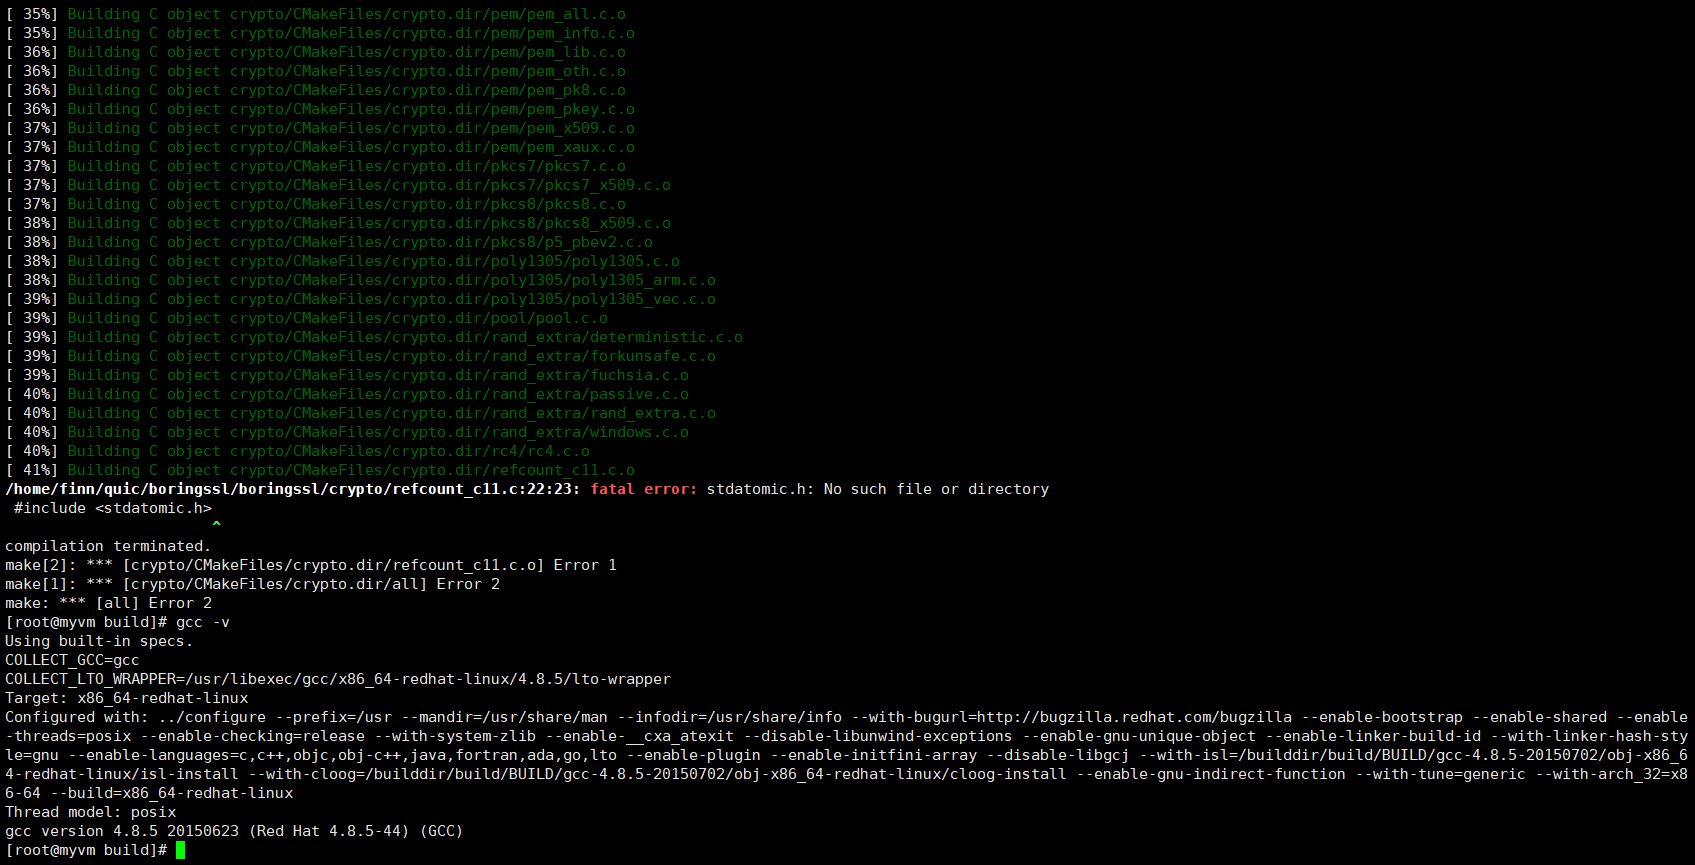 [ 35%] Building C object crypto/CMakeFiles/crypto.dir/pem/pem_all.c.o
[ 35%] Building C object crypto/CMakeFiles/crypto.dir/pem/pem_info.c.o
[ 36%] Building C object crypto/CMakeFiles/crypto.dir/pem/pem_lib.c.o
[ 36%] Building C object crypto/CMakeFiles/crypto.dir/pem/pem_oth.c.o
[ 36%] Building C object crypto/CMakeFiles/crypto.dir/pem/pem_pk8.c.o
[ 36%] Building C object crypto/CMakeFiles/crypto.dir/pem/pem_pkey.c.o
[ 37%] Building C object crypto/CMakeFiles/crypto.dir/pem/pem_x509.c.o
[ 37%] Building C object crypto/CMakeFiles/crypto.dir/pem/pem_xaux.c.o
[ 37%] Building C object crypto/CMakeFiles/crypto.dir/pkcs7/pkcs7.c.o
[ 37%] Building C object crypto/CMakeFiles/crypto.dir/pkcs7/pkcs7_x509.c.o
[ 37%] Building C object crypto/CMakeFiles/crypto.dir/pkcs8/pkcs8.c.o
[ 38%] Building C object crypto/CMakeFiles/crypto.dir/pkcs8/pkcs8_x509.c.o
[ 38%] Building C object crypto/CMakeFiles/crypto.dir/pkcs8/p5_pbev2.c.o
[ 38%] Building C object crypto/CMakeFiles/crypto.dir/poly1305/poly1305.c.o
[ 38%] Building C object crypto/CMakeFiles/crypto.dir/poly1305/poly1305_arm.c.o
[ 39%] Building C object crypto/CMakeFiles/crypto.dir/poly1305/poly1305_vec.c.o
[ 39%] Building C object crypto/CMakeFiles/crypto.dir/pool/pool.c.o
[ 39%] Building C object crypto/CMakeFiles/crypto.dir/rand_extra/deterministic.c.o
[ 39%] Building C object crypto/CMakeFiles/crypto.dir/rand_extra/forkunsafe.c.o
[ 39%] Building C object crypto/CMakeFiles/crypto.dir/rand_extra/fuchsia.c.o
[ 40%] Building C object crypto/CMakeFiles/crypto.dir/rand_extra/passive.c.o
[ 40%] Building C object crypto/CMakeFiles/crypto.dir/rand_extra/rand_extra.c.o
[ 40%] Building C object crypto/CMakeFiles/crypto.dir/rand_extra/windows.c.o
[ 40%] Building C object crypto/CMakeFiles/crypto.dir/rc4/rc4.c.o
[ 41%] Building C object crypto/CMakeFiles/crypto.dir/refcount_c11.c.o
/home/finn/quic/boringssl/boringssl/crypto/refcount_c11.c:22:23: fatal error: stdatomic.h: No such file or directory
 #include <stdatomic.h>
                       ^
compilation terminated.
make[2]: *** [crypto/CMakeFiles/crypto.dir/refcount_c11.c.o] Error 1
make[1]: *** [crypto/CMakeFiles/crypto.dir/all] Error 2
make: *** [all] Error 2
[root@myvm build]# gcc -v
Using built-in specs.
COLLECT_GCC=gcc
COLLECT_LTO_WRAPPER=/usr/libexec/gcc/x86_64-redhat-linux/4.8.5/lto-wrapper
Target: x86_64-redhat-linux
Configured with: ../configure --prefix=/usr --mandir=/usr/share/man --infodir=/usr/share/info --with-bugurl=http://bugzilla.redhat.com/bugzilla --enable-bootstrap --enable-shared --enable
-threads=posix --enable-checking=release --with-system-zlib --enable-__cxa_atexit --disable-libunwind-exceptions --enable-gnu-unique-object --enable-linker-build-id --with-linker-hash-sty
le=gnu --enable-languages=c,c++,objc,obj-c++,java,fortran,ada,go,lto --enable-plugin --enable-initfini-array --disable-libgcj --with-isl=/builddir/build/BUILD/gcc-4.8.5-20150702/obj-x86_6
4-redhat-linux/isl-install --with-cloog=/builddir/build/BUILD/gcc-4.8.5-20150702/obj-x86_64-redhat-linux/cloog-install --enable-gnu-indirect-function --with-tune=generic --with-arch_32=x8
6-64 --build=x86_64-redhat-linux
Thread model: posix
gcc version 4.8.5 20150623 (Red Hat 4.8.5-44) (GCC)
[root@myvm build]#